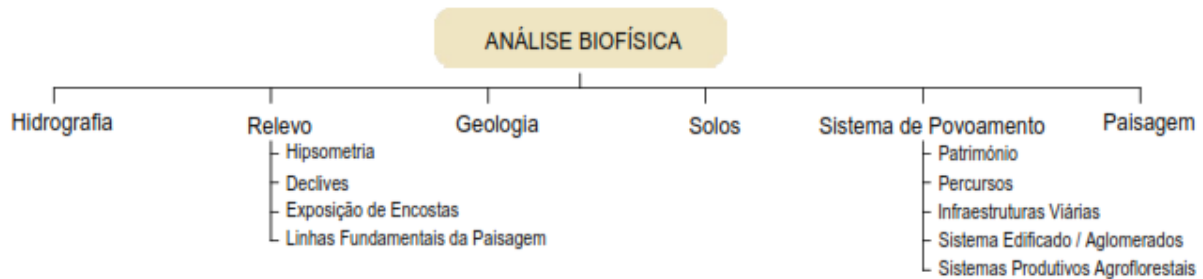 ANÁLISE BIOFÍSICA
Hidrografia
Relevo
Hipsometria
Declives
Exposição de Encostas
Linhas Fundamentais da Paisagem
Geologia
Solos
Sistema de Povoamento
Património
Percursos
Infraestruturas Viárias
Sistema Edificado / Aglomerados
Sistemas Produtivos Agroflorestais
Paisagem